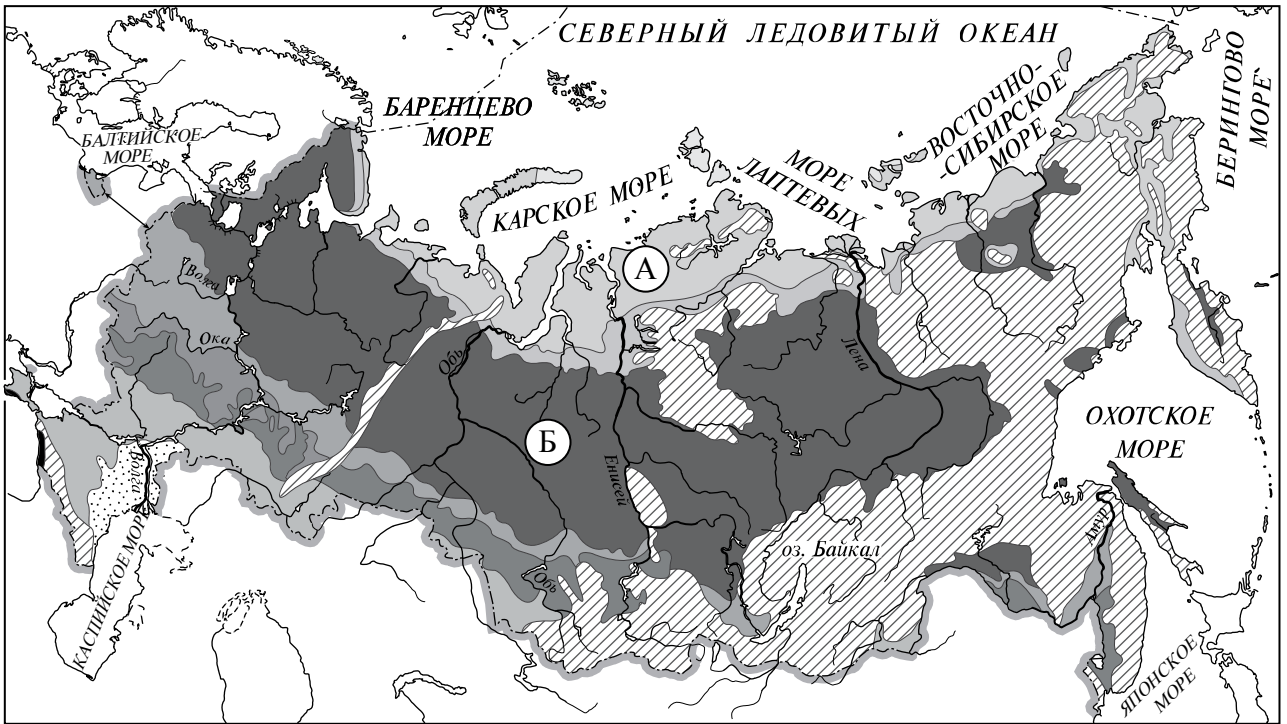 СЕВЕРНЫЙ ЛЕДОВИТЫЙ ОКЕАН
БЕРИНГОВО
МОРЕ
БАРЕНЦЕВО
МОРЕ
ВОСТОЧНО-
-СИБИРСКОЕ
МОРЕ
БАЛТИЙСКОЕ
МОРЕ
МОРЕ
ЛАПТЕВЫХ
КАРСКОЕ МОРЕ
А
Волга
Ока
Обь
Лена
ОХОТСКОЕ
МОРЕ
Б
Волга
Енисей
Амур
оз. Байкал
Обь
КАСПИЙСКОЕ МОРЕ
ЯПОНСКОЕ
МОРЕ